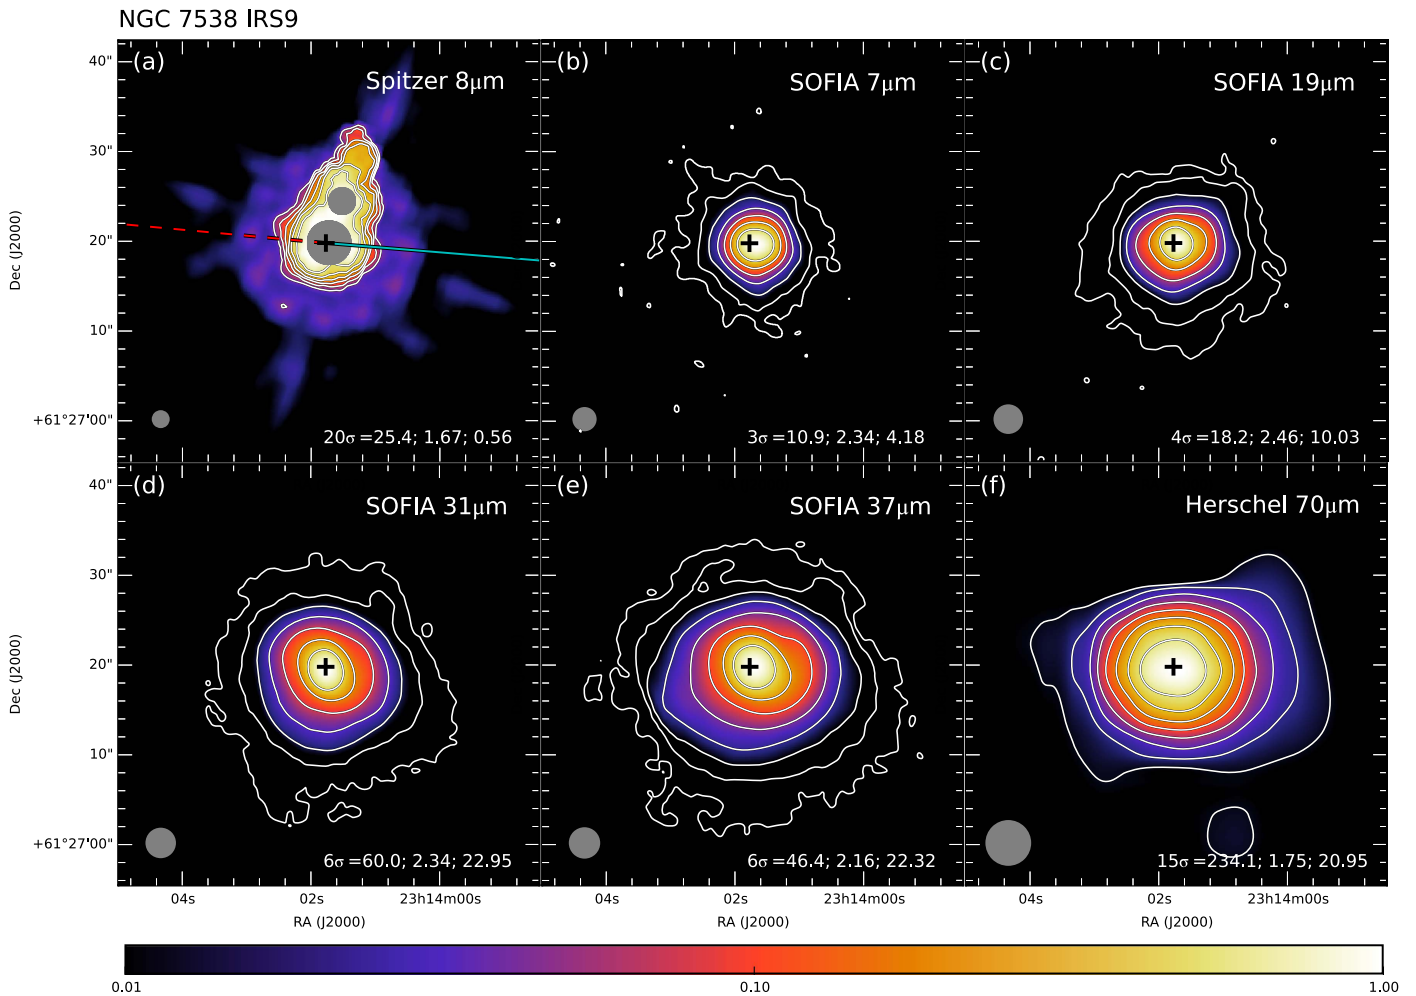 NGC 7538 IRS9
(a)
Spitzer 8μm
(b)
SOFIA 7μm
(c)
SOFIA 19μm
40"
30"
20"
10"
+61°27'00"
Dec (J2000)
20σ=25.4; 1.67; 0.56
3σ=10.9; 2.34; 4.18
4σ=18.2; 2.46; 10.03
(d)
SOFIA 31μm
(e)
SOFIA 37μm
(f)
Herschel 70μm
40"
30"
20"
10"
+61°27'00"
Dec (J2000)
6σ=60.0; 2.34; 22.95
6σ=46.4; 2.16; 22.32
15σ=234.1; 1.75; 20.95
04s 02s 23h14m00s
04s 02s 23h14m00s
04s 02s 23h14m00s
RA (J2000) RA (J2000) RA (J2000)
0.01 0.10 1.00